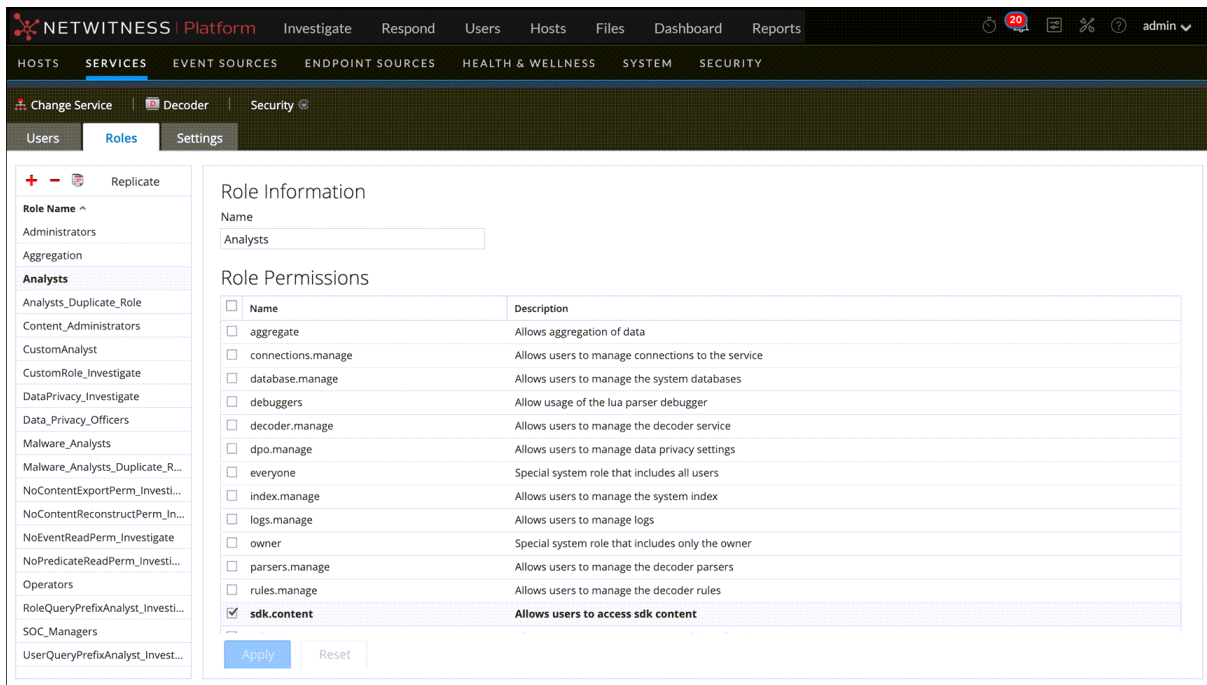 NETWITNESS | Platform Investigate Respond Users Hosts Files Dashboard Reports 20 admin
HOSTS SERVICES EVENT SOURCES ENDPOINT SOURCES HEALTH & WELLNESS SYSTEM SECURITY
Change Service | Decoder | Security
Users Roles Settings
Replicate
Role Name
Administrators
Aggregation
Analysts
Analysts_Duplicate_Role
Content_Administrators
CustomAnalyst
CustomRole_Investigate
DataPrivacy_Investigate
Data_Privacy_Officers
Malware_Analysts
Malware_Analysts_Duplicate_R...
NoContentExportPerm_Investi...
NoContentReconstructPerm_In...
NoEventReadPerm_Investigate
NoPredicateReadPerm_Investi...
Operators
RoleQueryPrefixAnalyst_Investi...
SOC_Managers
UserQueryPrefixAnalyst_Invest...
Role Information
Name
Analysts
Role Permissions
Name Description
aggregate Allows aggregation of data
connections.manage Allows users to manage connections to the service
database.manage Allows users to manage the system databases
debuggers Allow usage of the lua parser debugger
decoder.manage Allows users to manage the decoder service
dpo.manage Allows users to manage data privacy settings
everyone Special system role that includes all users
index.manage Allows users to manage the system index
logs.manage Allows users to manage logs
owner Special system role that includes only the owner
parsers.manage Allows users to manage the decoder parsers
rules.manage Allows users to manage the decoder rules
sdk.content Allows users to access sdk content
Apply Reset